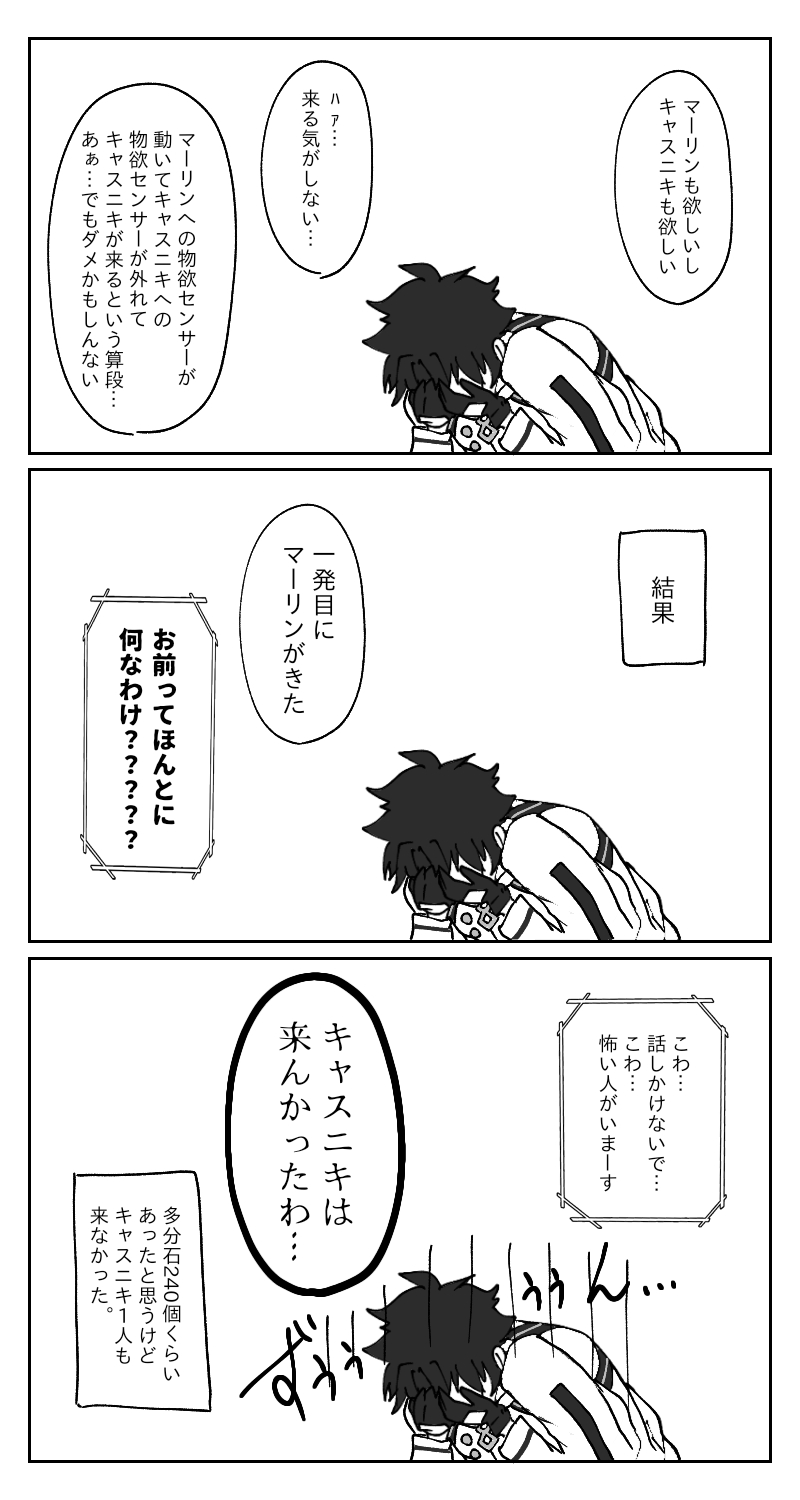 マーリンも欲しいし
キャスニキも欲しい
ハァ…
来る気がしない…
マーリンへの物欲センサーが
動いてキャスニキへの
物欲センサーが外れて
キャスニキが来るという算段…
あぁ…でもダメかもしんない
結果
一発目に
マーリンがきた
お前ってほんとに
何なわけ？？？？？
こわ…
話しかけないで…
こわ…
怖い人がいまーす
キャスニキは
来んかったわ…
ずぅぅぅぅん…
多分石240個くらい
あったと思うけど
キャスニキ1人も
来なかった。